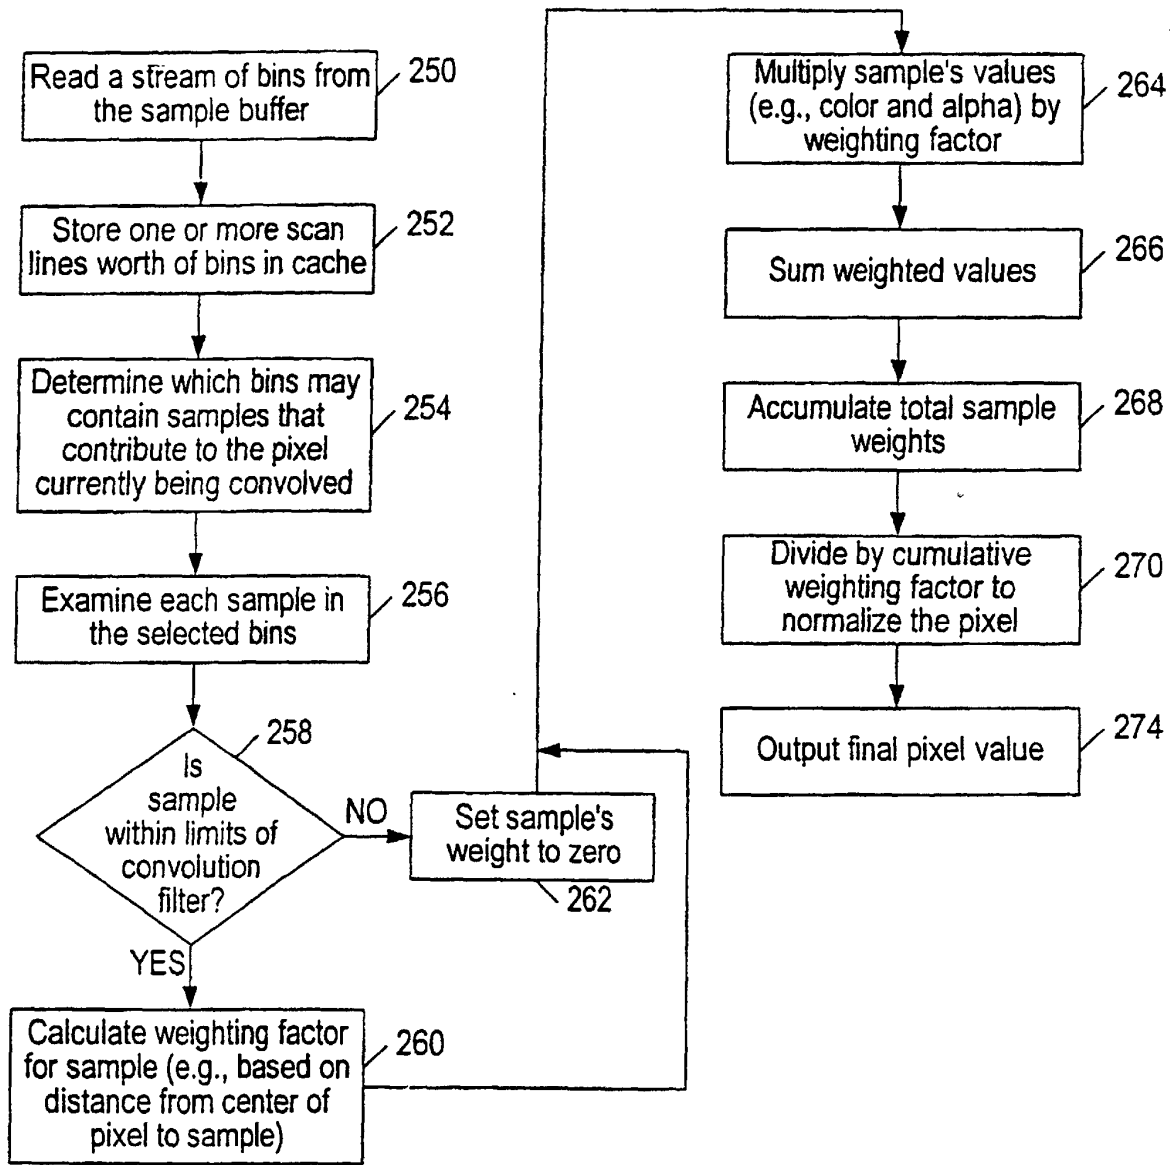 Read a stream of bins from
the sample buffer
250
Store one or more scan
lines worth of bins in cache
252
Determine which bins may
contain samples that
contribute to the pixel
currently being convolved
254
Examine each sample in
the selected bins
256
258
Is
sample
within limits of
convolution
filter?
NO
Set sample's
weight to zero
262
YES
Calculate weighting factor
for sample (e.g., based on
distance from center of
pixel to sample)
260
Multiply sample's values
(e.g., color and alpha) by
weighting factor
264
Sum weighted values
266
Accumulate total sample
weights
268
Divide by cumulative
weighting factor to
normalize the pixel
270
Output final pixel value
274